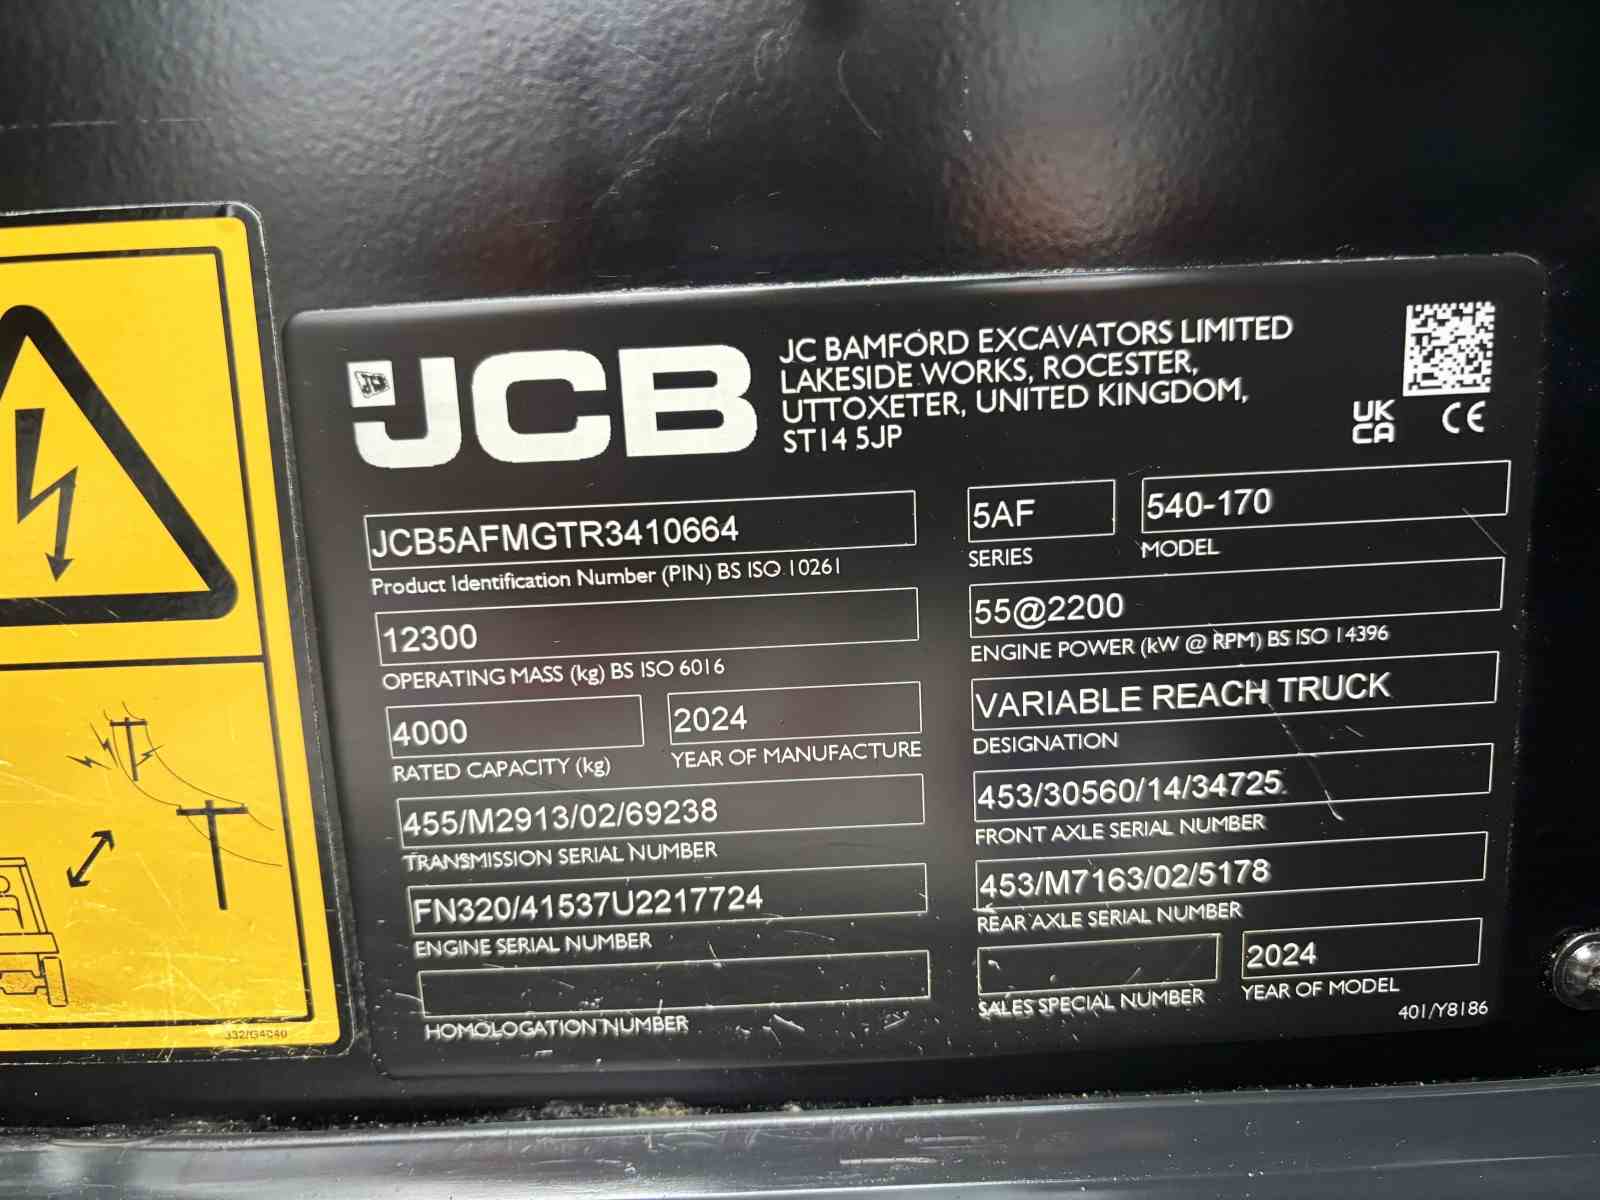 JCB
JCB
JC BAMFORD EXCAVATORS LIMITED
LAKESIDE WORKS, ROCESTER,
UTTOXETER, UNITED KINGDOM,
ST14 5JP
UK
CA
CE
JCB5AFMGTR3410664
Product Identification Number (PIN) BS ISO 10261
5AF
SERIES
540-170
MODEL
12300
OPERATING MASS (kg) BS ISO 6016
55@2200
ENGINE POWER (kW @ RPM) BS ISO 14396
4000
RATED CAPACITY (kg)
2024
YEAR OF MANUFACTURE
VARIABLE REACH TRUCK
DESIGNATION
455/M2913/02/69238
TRANSMISSION SERIAL NUMBER
453/30560/14/34725
FRONT AXLE SERIAL NUMBER
FN320/41537U2217724
ENGINE SERIAL NUMBER
453/M7163/02/5178
REAR AXLE SERIAL NUMBER
HOMOLOGATION NUMBER
SALES SPECIAL NUMBER
2024
YEAR OF MODEL
401/Y8186